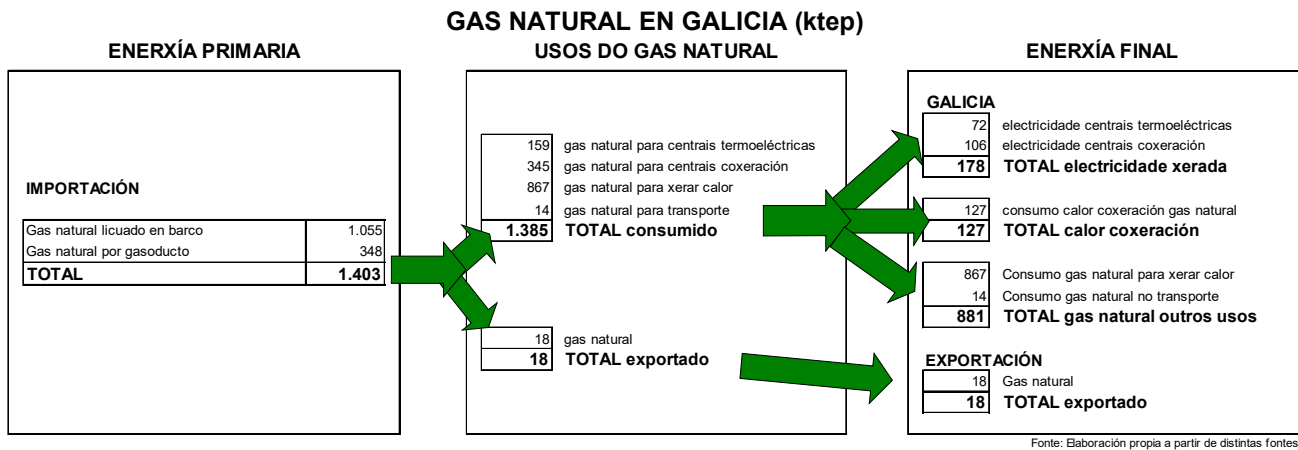 GAS NATURAL EN GALICIA (ktep)
ENERXÍA PRIMARIA
IMPORTACIÓN
Gas natural licuado en barco 1.055
Gas natural por gasoducto 348
TOTAL 1.403
USOS DO GAS NATURAL
159 gas natural para centrais termoeléctricas
345 gas natural para centrais coxeración
867 gas natural para xerar calor
14 gas natural para transporte
1.385 TOTAL consumido
18 gas natural
18 TOTAL exportado
ENERXÍA FINAL
GALICIA
72 electricidade centrais termoeléctricas
106 electricidade centrais coxeración
178 TOTAL electricidade xerada
127 consumo calor coxeración gas natural
127 TOTAL calor coxeración
867 Consumo gas natural para xerar calor
14 Consumo gas natural no transporte
881 TOTAL gas natural outros usos
EXPORTACIÓN
18 Gas natural
18 TOTAL exportado
Fonte: Elaboración propia a partir de distintas fontes